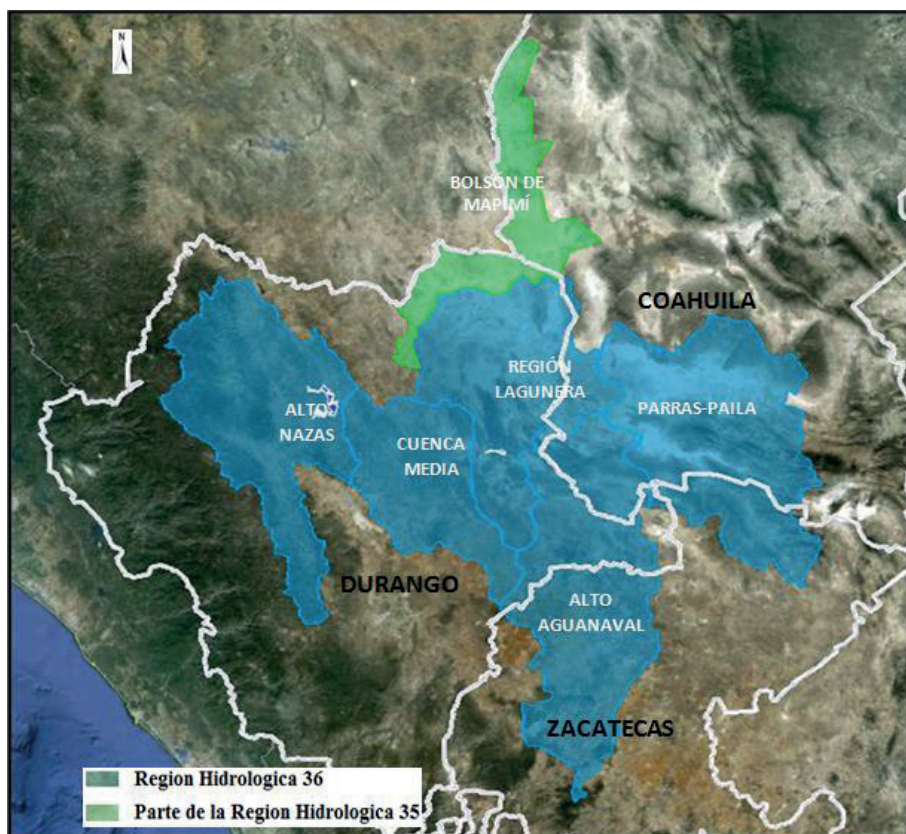 N
BOLSÓN DE
MAPIMÍ
COAHUILA
REGIÓN
LAGUNERA
PARRAS-PAILA
ALTO
NAZAS
CUENCA
MEDIA
DURANGO
ALTO
AGUANAVAL
ZACATECAS
Region Hidrologica 36
Parte de la Region Hidrologica 35